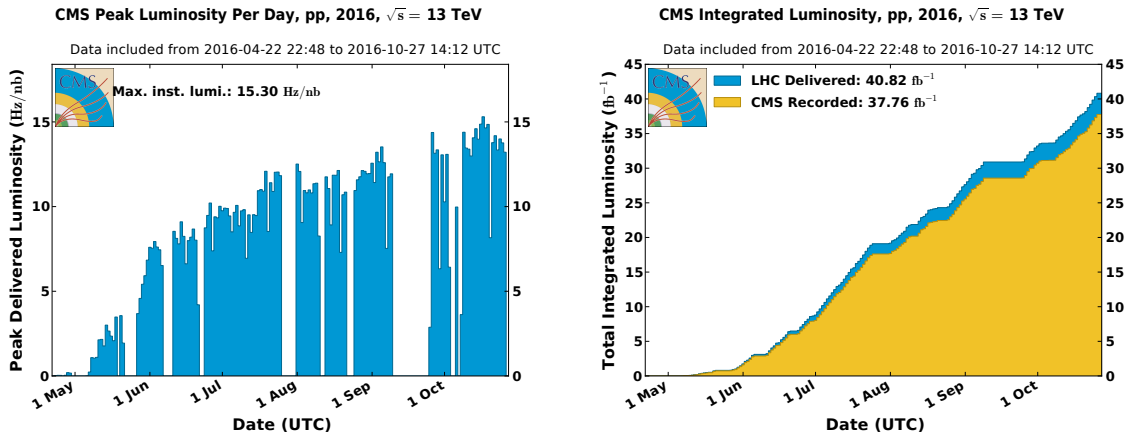 CMS Peak Luminosity Per Day, pp, 2016, √s = 13 TeV
Data included from 2016-04-22 22:48 to 2016-10-27 14:12 UTC
CMS
Max. inst. lumi.: 15.30 Hz/nb
Peak Delivered Luminosity (Hz/nb)
15 15
10 10
5 5
0 0
1 May 1 Jun 1 Jul 1 Aug 1 Sep 1 Oct
Date (UTC)
CMS Integrated Luminosity, pp, 2016, √s = 13 TeV
Data included from 2016-04-22 22:48 to 2016-10-27 14:12 UTC
CMS
LHC Delivered: 40.82 fb⁻¹
CMS Recorded: 37.76 fb⁻¹
Total Integrated Luminosity (fb⁻¹)
45 45
40 40
35 35
30 30
25 25
20 20
15 15
10 10
5 5
0 0
1 May 1 Jun 1 Jul 1 Aug 1 Sep 1 Oct
Date (UTC)